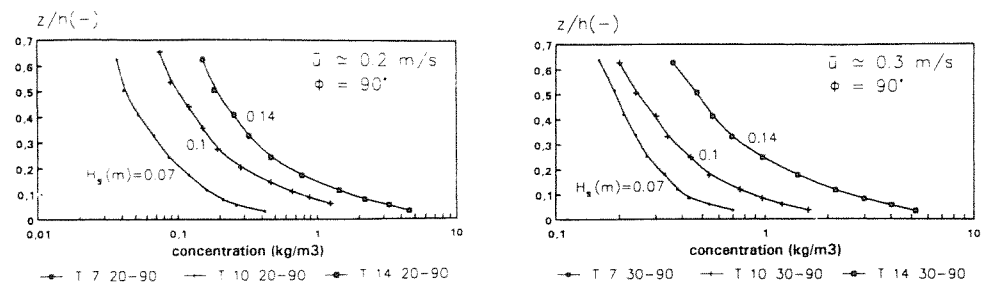 z/h(-)
0,7
0,6
0,5
0,4
0,3
0,2
0,1
0
0,01
0,1
1
10
ū ≃ 0.2 m/s
Φ = 90°
0.14
0.1
Hs(m)=0.07
concentration (kg/m3)
T 7 20-90
T 10 20-90
T 14 20-90
z/h(-)
0,7
0,6
0,5
0,4
0,3
0,2
0,1
0
0.1
1
10
ū ≃ 0.3 m/s
Φ = 90°
0.14
0.1
Hs(m)=0.07
concentration (kg/m3)
T 7 30-90
T 10 30-90
T 14 30-90